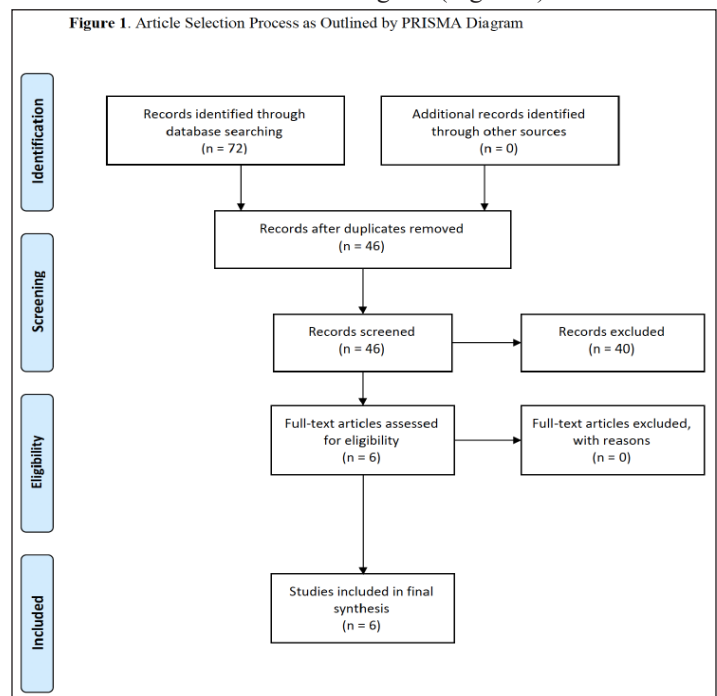 Figure 1. Article Selection Process as Outlined by PRISMA Diagram
Identification
Records identified through
database searching
(n = 72)
Additional records identified
through other sources
(n = 0)
Records after duplicates removed
(n = 46)
Screening
Records screened
(n = 46)
Records excluded
(n = 40)
Eligibility
Full-text articles assessed
for eligibility
(n = 6)
Full-text articles excluded,
with reasons
(n = 0)
Included
Studies included in final
synthesis
(n = 6)